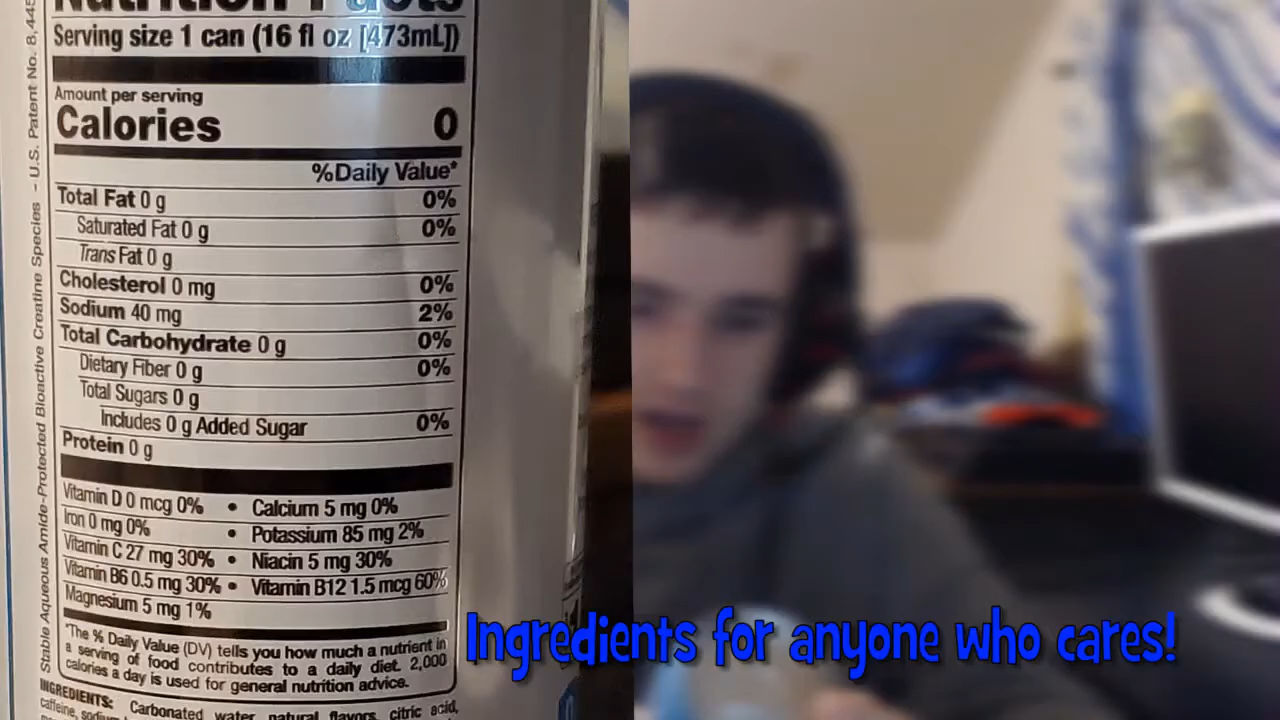 Nutrition Facts
Serving size 1 can (16 fl oz [473mL])
Amount per serving
Calories 0
%Daily Value*
Total Fat 0 g 0%
Saturated Fat 0 g 0%
Trans Fat 0 g
Cholesterol 0 mg 0%
Sodium 40 mg 2%
Total Carbohydrate 0 g 0%
Dietary Fiber 0 g 0%
Total Sugars 0 g
Includes 0 g Added Sugar 0%
Protein 0 g
Vitamin D 0 mcg 0% • Calcium 5 mg 0%
Iron 0 mg 0% • Potassium 85 mg 2%
Vitamin C 27 mg 30% • Niacin 5 mg 30%
Vitamin B6 0.5 mg 30% • Vitamin B12 1.5 mcg 60%
Magnesium 5 mg 1%
*The % Daily Value (DV) tells you how much a nutrient in
a serving of food contributes to a daily diet. 2,000
calories a day is used for general nutrition advice.
INGREDIENTS: Carbonated water, natural flavors, citric acid,
caffeine,
Stable Aqueous Amide-Protected Bioactive Creatine Species - U.S. Patent No. 8,445
Ingredients for anyone who cares!